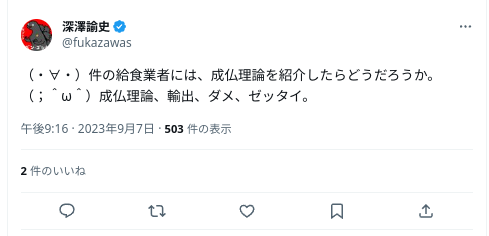 深澤諭史
@fukazawas
（・∀・）件の給食業者には、成仏理論を紹介したらどうだろうか。
（；＾ω＾）成仏理論、輸出、ダメ、ゼッタイ。
午後9:16 · 2023年9月7日 · 503 件の表示
2 件のいいね